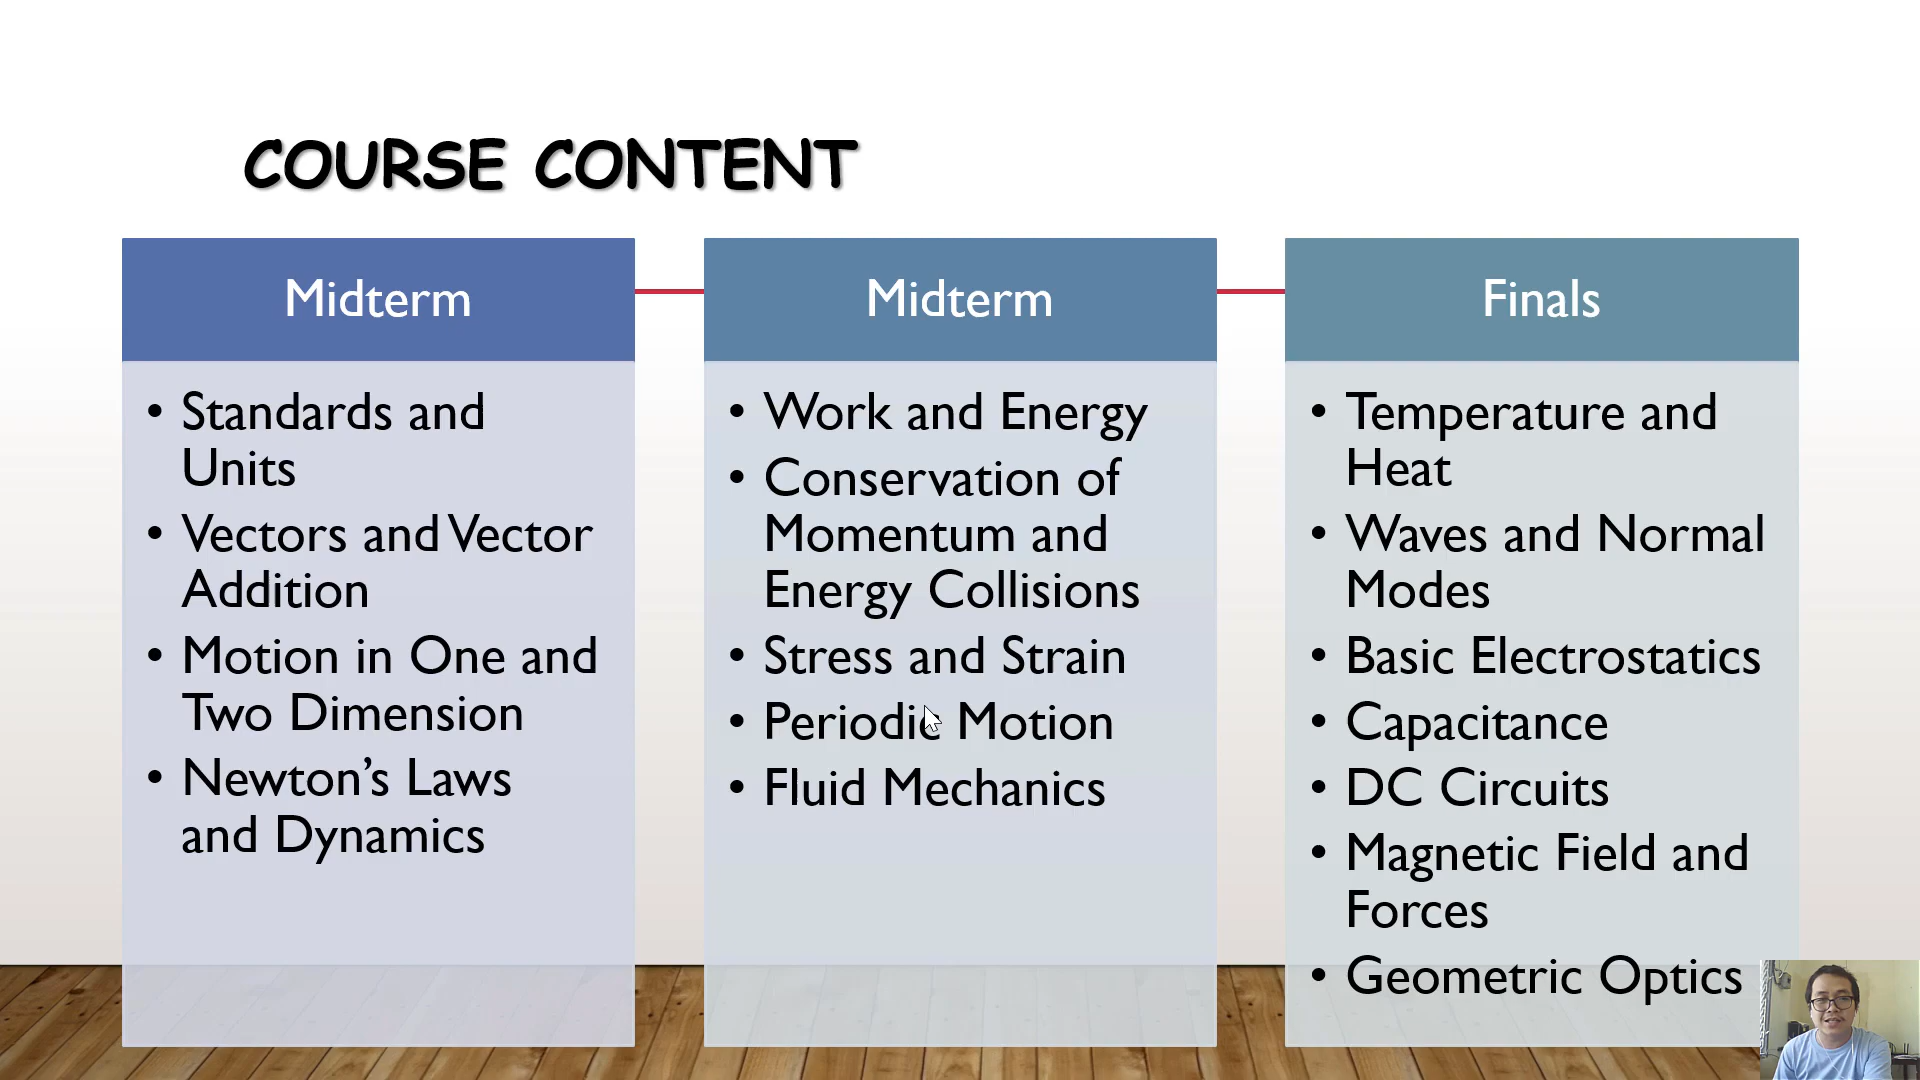 COURSE CONTENT
Midterm
• Standards and
Units
• Vectors and Vector
Addition
• Motion in One and
Two Dimension
• Newton’s Laws
and Dynamics
Midterm
• Work and Energy
• Conservation of
Momentum and
Energy Collisions
• Stress and Strain
• Periodic Motion
• Fluid Mechanics
Finals
• Temperature and
Heat
• Waves and Normal
Modes
• Basic Electrostatics
• Capacitance
• DC Circuits
• Magnetic Field and
Forces
• Geometric Optics